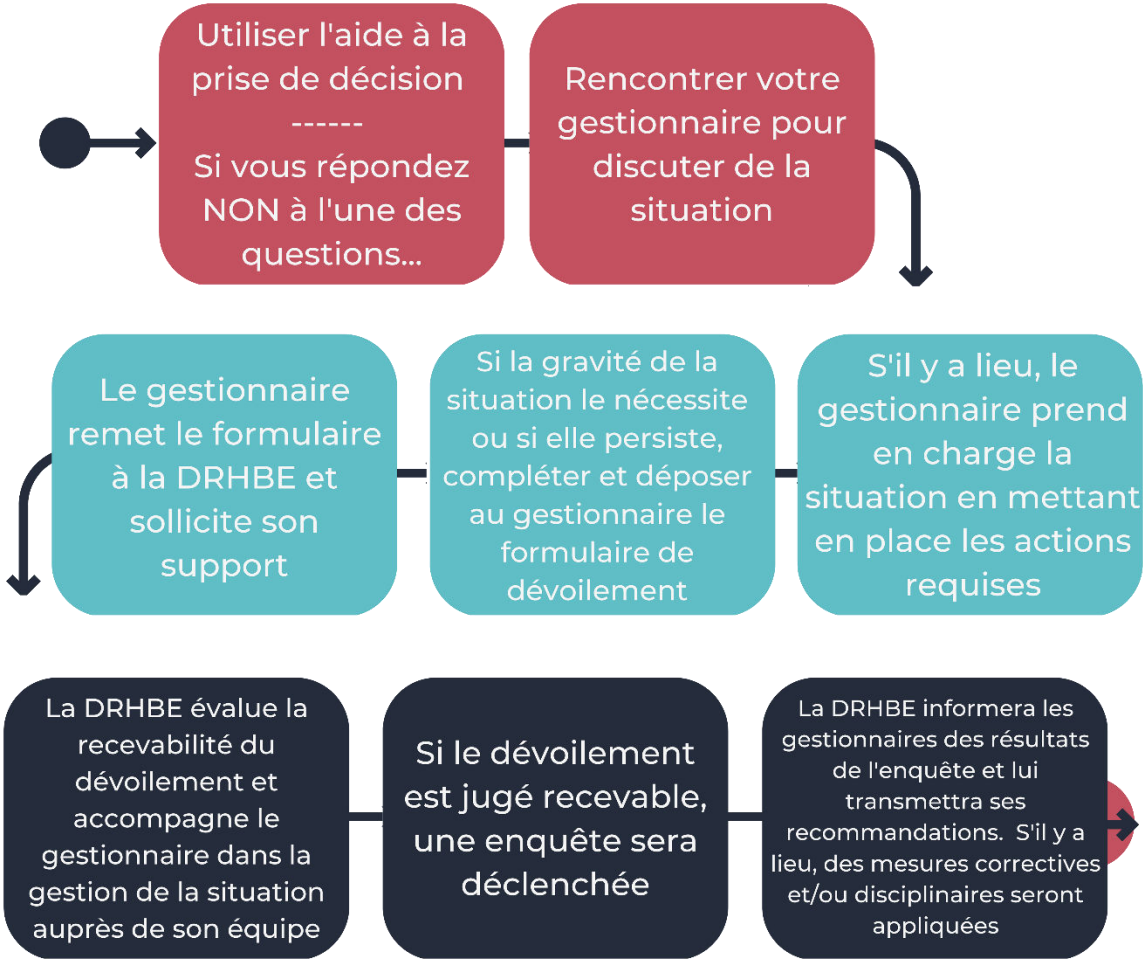 Utiliser l'aide à la
prise de décision
------
Si vous répondez
NON à l'une des
questions...
Rencontrer votre
gestionnaire pour
discuter de la
situation
S'il y a lieu, le
gestionnaire prend
en charge la
situation en mettant
en place les actions
requises
Si la gravité de la
situation le nécessite
ou si elle persiste,
compléter et déposer
au gestionnaire le
formulaire de
dévoilement
Le gestionnaire
remet le formulaire
à la DRHBE et
sollicite son
support
La DRHBE évalue la
recevabilité du
dévoilement et
accompagne le
gestionnaire dans la
gestion de la situation
auprès de son équipe
Si le dévoilement
est jugé recevable,
une enquête sera
déclenchée
La DRHBE informera les
gestionnaires des résultats
de l'enquête et lui
transmettra ses
recommandations.  S'il y a
lieu, des mesures correctives
et/ou disciplinaires seront
appliquées